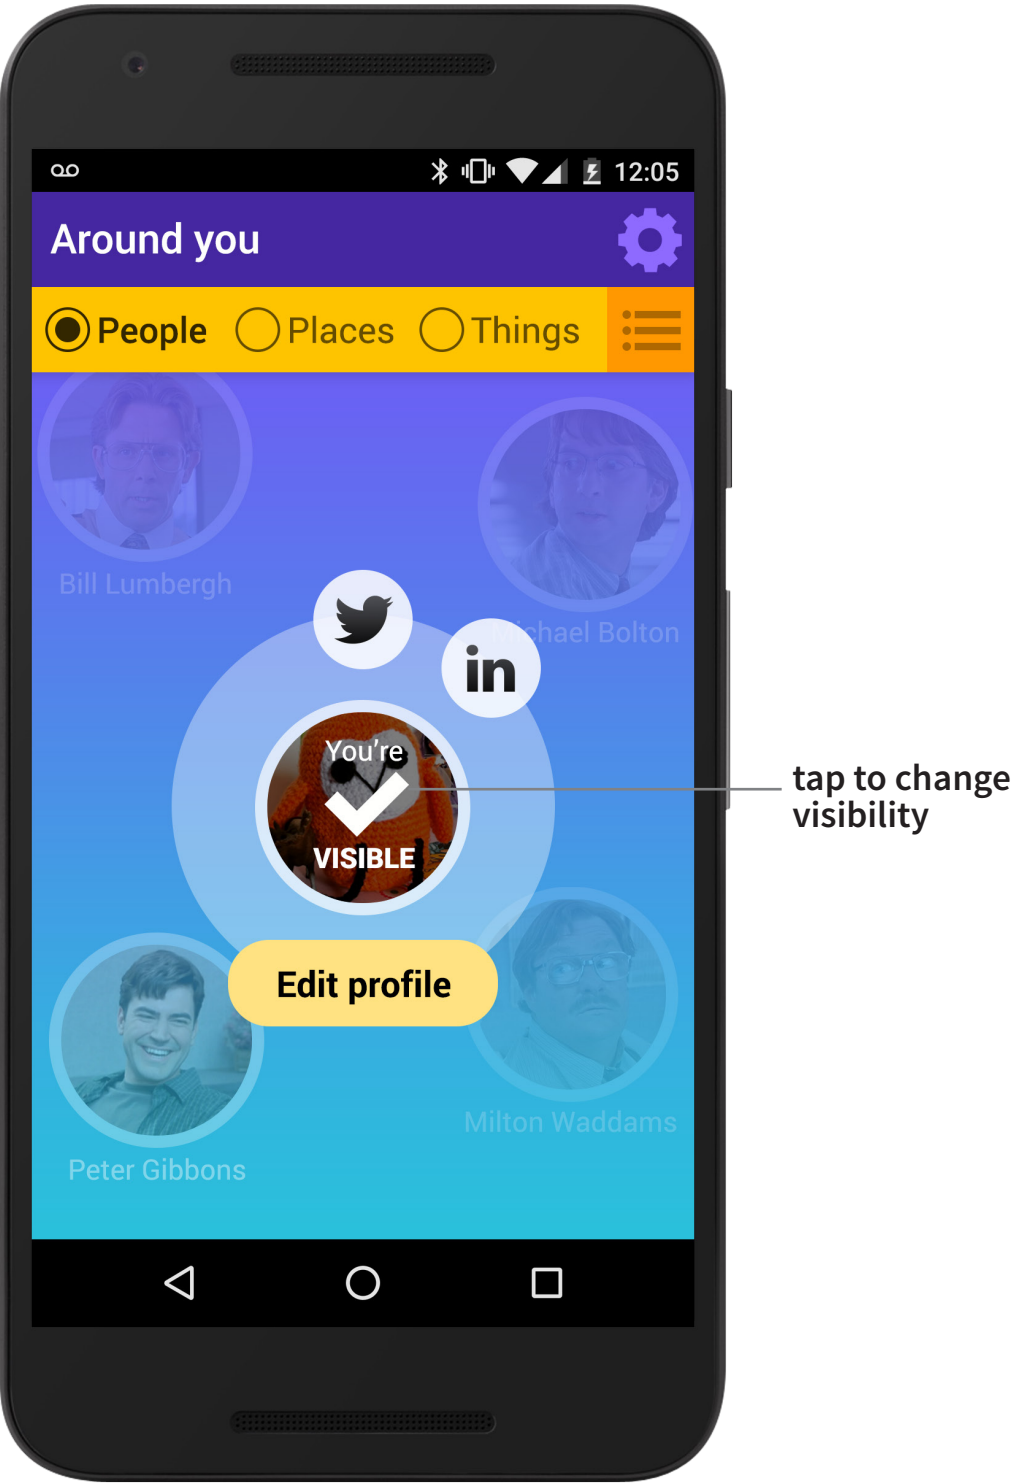 12:05
Around you
People Places Things
Bill Lumbergh
Michael Bolton
in
You're
VISIBLE
tap to change
visibility
Edit profile
Milton Waddams
Peter Gibbons